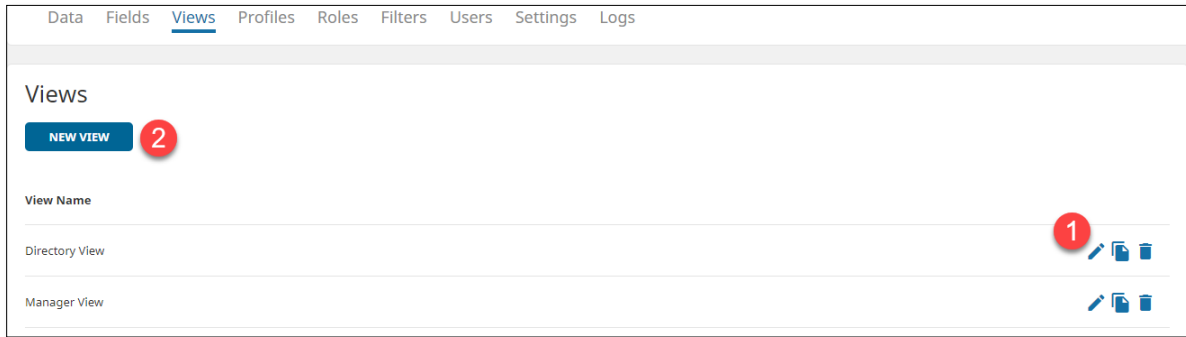 Data Fields Views Profiles Roles Filters Users Settings Logs
Views
NEW VIEW 2
View Name
1
Directory View
Manager View